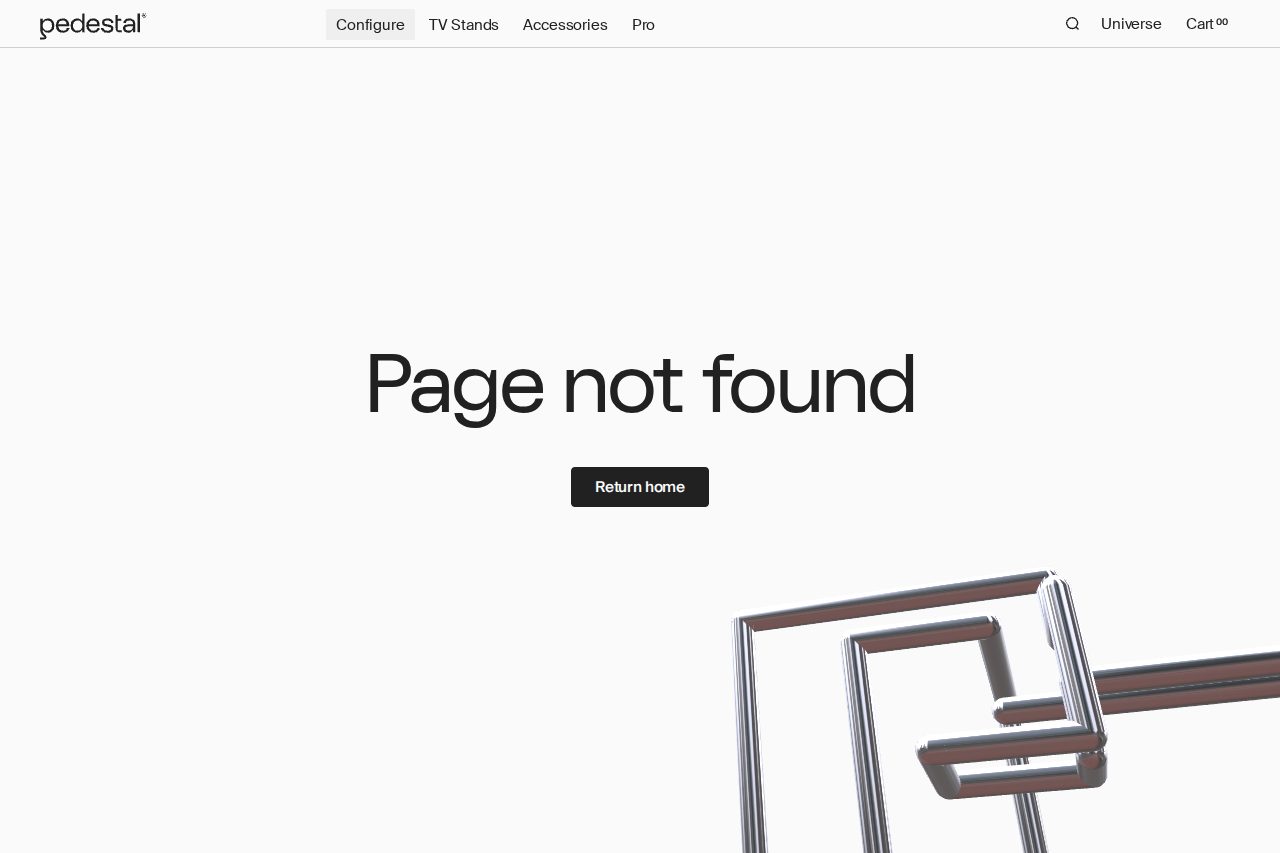 pedestal®
Configure TV Stands Accessories Pro
Universe Cart 00
Page not found
Return home